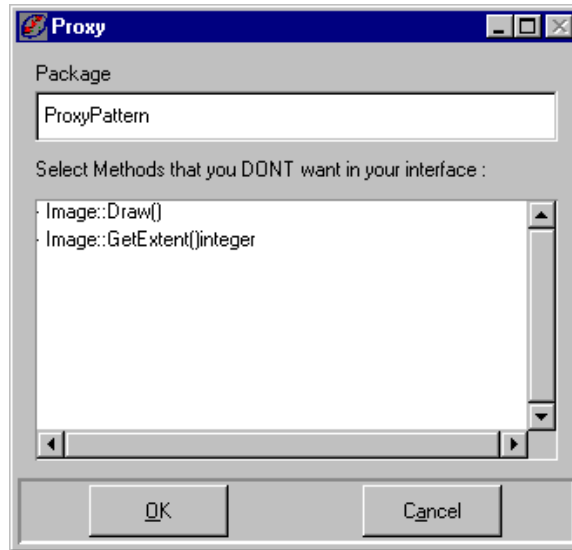 Proxy
Package
ProxyPattern
Select Methods that you DONT want in your interface :
- Image::Draw()
- Image::GetExtent()integer
OK
Cancel